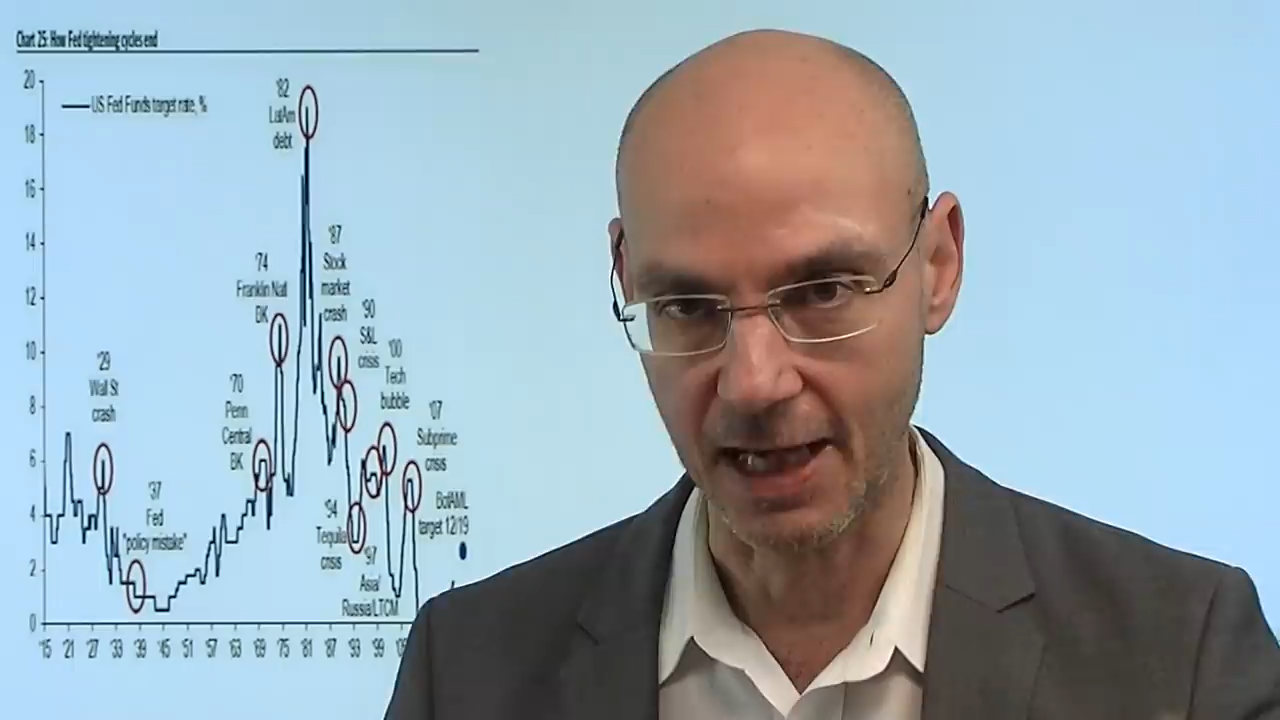 Chart 25: How Fed tightening cycles end
20
18
16
14
12
10
8
6
4
2
0
US Fed Funds target rate, %
'82
LatAm
debt
'87
Stock
market
crash
'74
Franklin Natl
BK
'90
S&L
crisis
'29
Wall St
crash
'00
Tech
bubble
'70
Penn
Central
BK
'07
Subprime
crisis
'37
Fed
"policy mistake"
'94
Tequila
crisis
BofAML
target 12/19
'97
Asia/
Russia/LTCM
'15 '21 '27 '33 '39 '45 '51 '57 '63 '69 '75 '81 '87 '93 '99